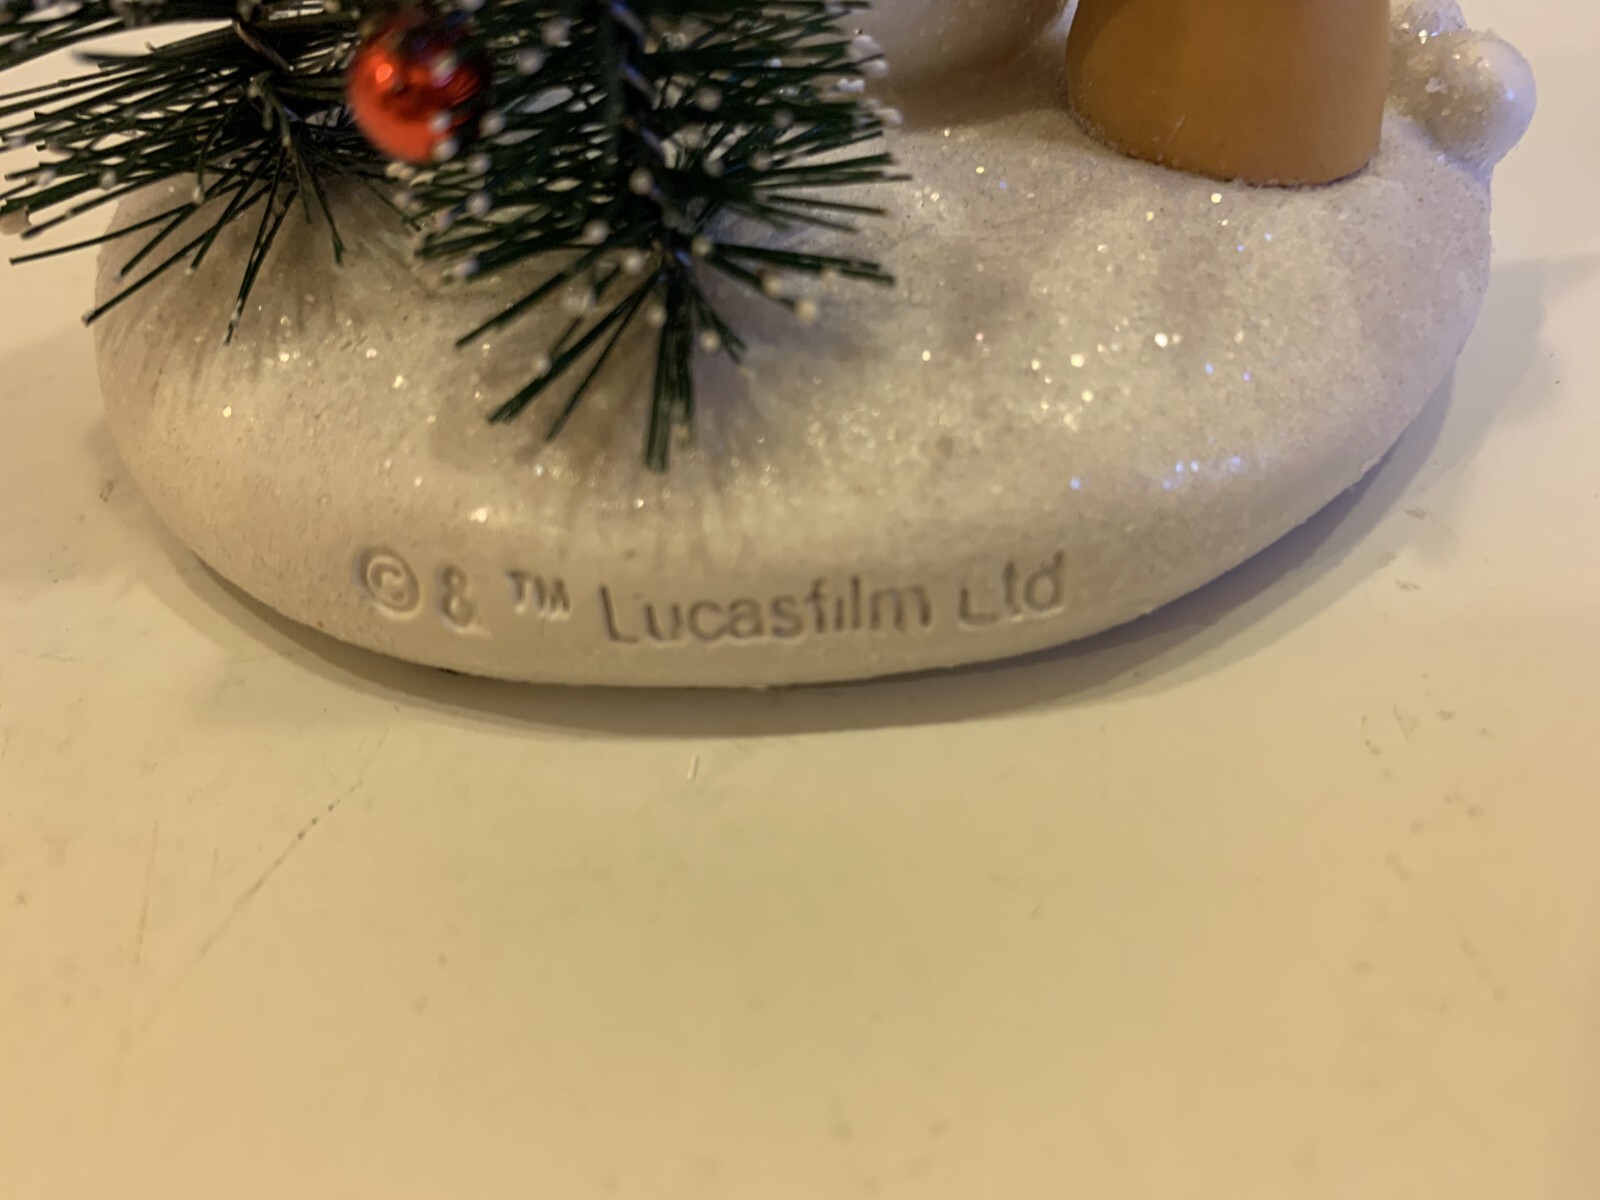 © & ™ Lucasfilm Ltd